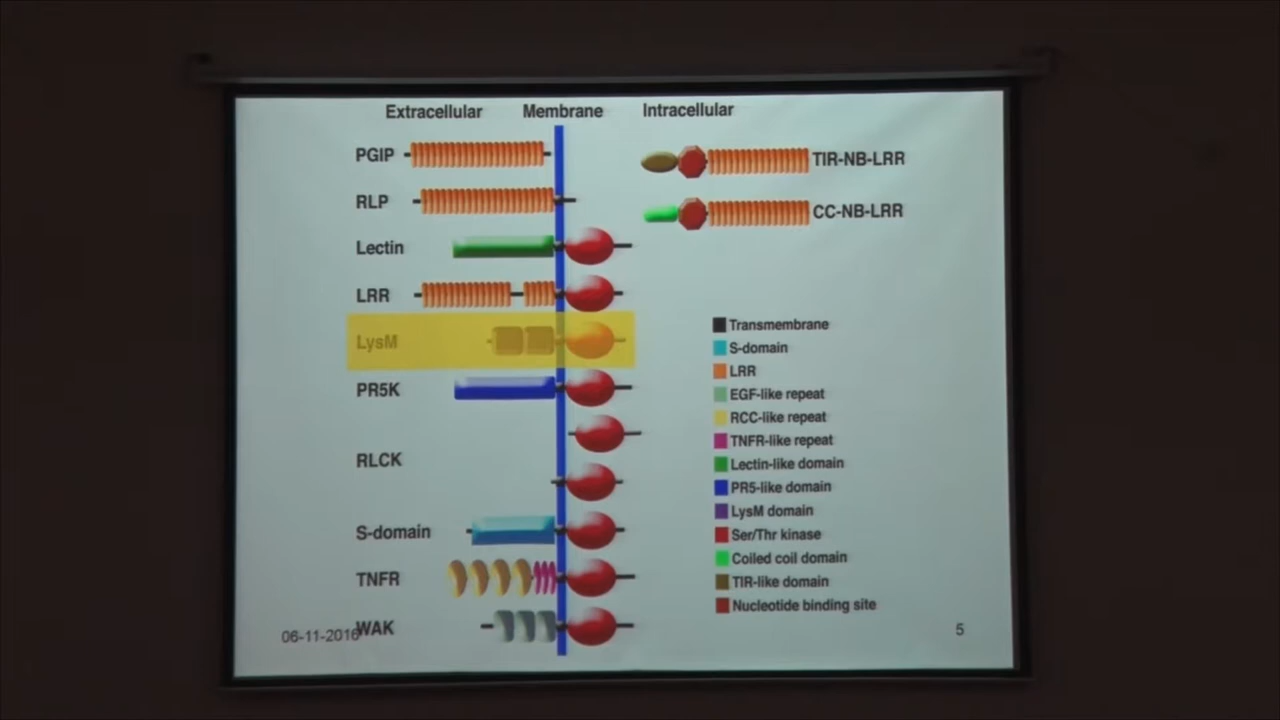 Extracellular Membrane Intracellular
PGIP
TIR-NB-LRR
RLP
CC-NB-LRR
Lectin
LRR
LysM
PR5K
RLCK
S-domain
TNFR
WAK
Transmembrane
S-domain
LRR
EGF-like repeat
RCC-like repeat
TNFR-like repeat
Lectin-like domain
PR5-like domain
LysM domain
Ser/Thr kinase
Coiled coil domain
TIR-like domain
Nucleotide binding site
06-11-2016
5